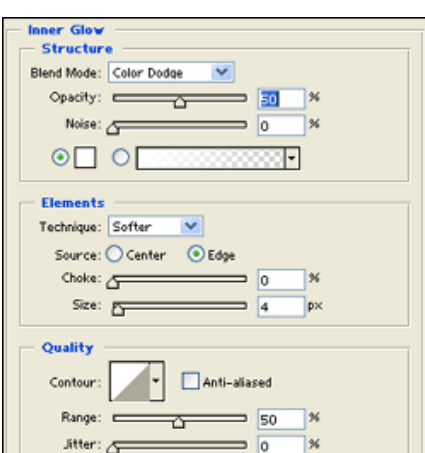 Inner Glow
Structure
Blend Mode: Color Dodge
Opacity: 50 %
Noise: 0 %
Elements
Technique: Softer
Source: Center Edge
Choke: 0 %
Size: 4 px
Quality
Contour: Anti-aliased
Range: 50 %
Jitter: 0 %